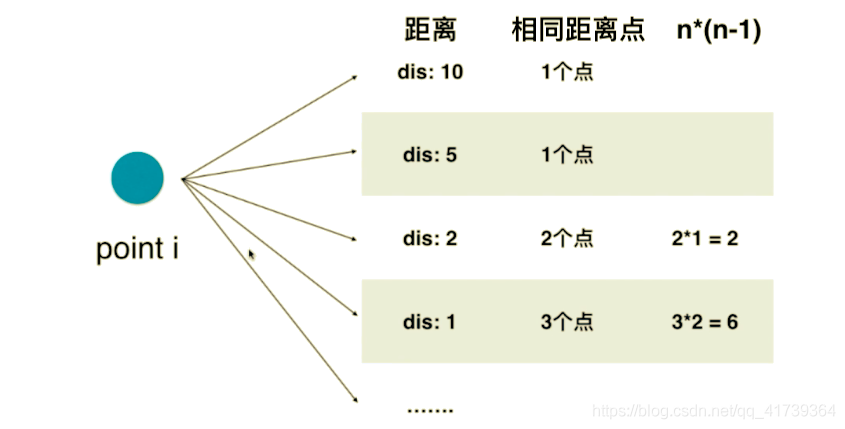 距离 相同距离点 n*(n-1)
dis: 10 1个点
dis: 5 1个点
dis: 2 2个点 2*1 = 2
point i
dis: 1 3个点 3*2 = 6
.......
https://blog.csdn.net/qq_41739364